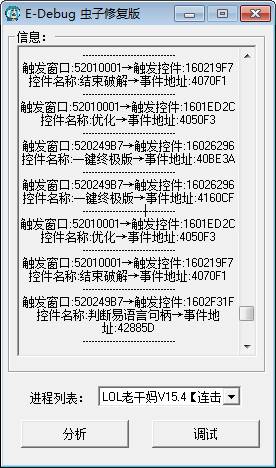 E-Debug 虫子修复版
信息：
------------------------------
触发窗口:52010001→触发控件:160219F7
控件名称:结束破解→事件地址:4070F1
------------------------------
触发窗口:52010001→触发控件:1601ED2C
控件名称:优化→事件地址:4050F3
------------------------------
触发窗口:520249B7→触发控件:16026296
控件名称:一键终极版→事件地址:40BE3A
------------------------------
触发窗口:520249B7→触发控件:16026296
控件名称:一键终极版→事件地址:4160CF
------------------------------
触发窗口:52010001→触发控件:1601ED2C
控件名称:优化→事件地址:4050F3
------------------------------
触发窗口:52010001→触发控件:160219F7
控件名称:结束破解→事件地址:4070F1
------------------------------
触发窗口:520249B7→触发控件:1602F31F
控件名称:判断易语言句柄→事件地
址:42885D
------------------------------
进程列表： LOL老干妈V15.4【连击
分析 调试